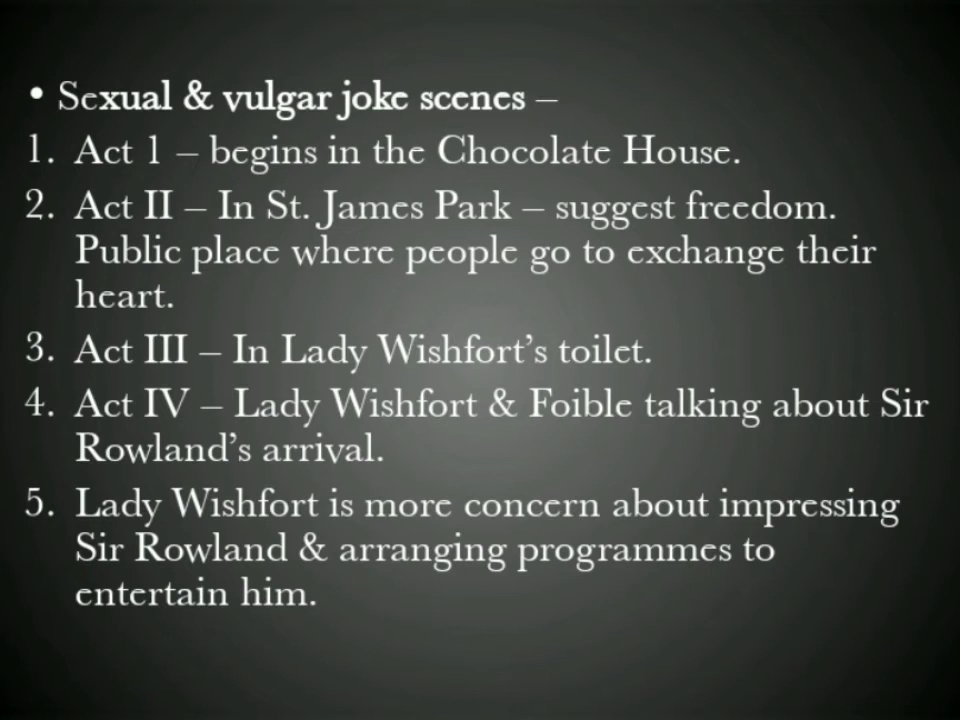 • Sexual & vulgar joke scenes –
1. Act 1 – begins in the Chocolate House.
2. Act II – In St. James Park – suggest freedom.
Public place where people go to exchange their
heart.
3. Act III – In Lady Wishfort’s toilet.
4. Act IV – Lady Wishfort & Foible talking about Sir
Rowland’s arrival.
5. Lady Wishfort is more concern about impressing
Sir Rowland & arranging programmes to
entertain him.